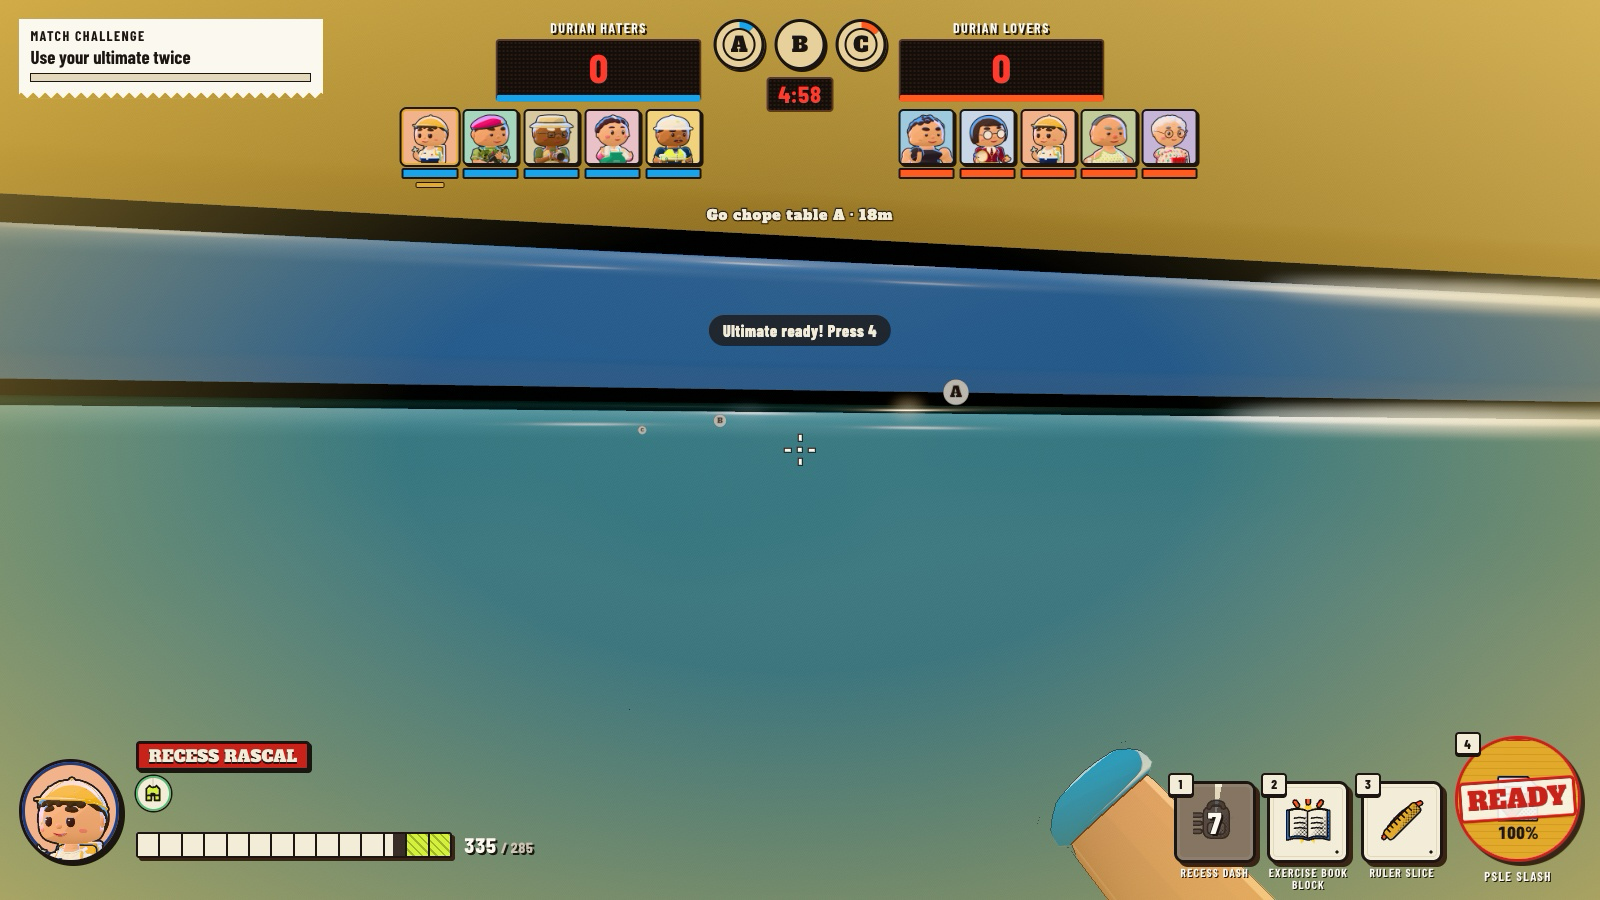 MATCH CHALLENGE
Use your ultimate twice
DURIAN HATERS
0
A
B
C
4:58
DURIAN LOVERS
0
Go chope table A · 18m
Ultimate ready! Press 4
A
B
C
RECESS RASCAL
335 / 285
1
7
RECESS DASH
2
EXERCISE BOOK
BLOCK
3
RULER SLICE
4
READY
100%
PSLE SLASH